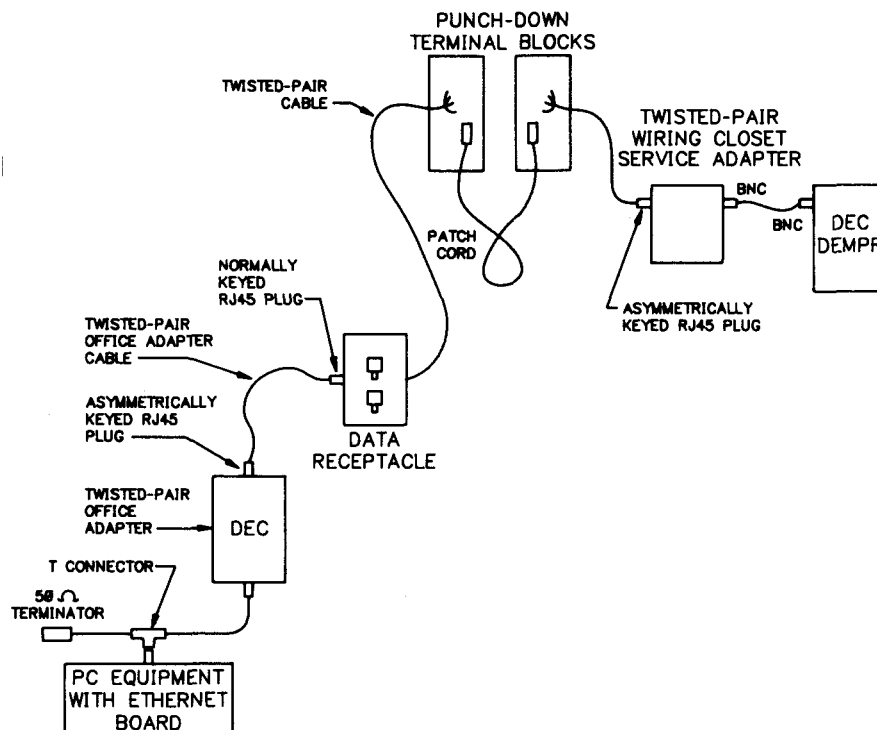 PUNCH-DOWN
TERMINAL BLOCKS
TWISTED-PAIR
CABLE
TWISTED-PAIR
WIRING CLOSET
SERVICE ADAPTER
BNC
BNC
DEC
DEMPR
PATCH
CORD
NORMALLY
KEYED
RJ45 PLUG
ASYMMETRICALLY
KEYED RJ45 PLUG
TWISTED-PAIR
OFFICE ADAPTER
CABLE
ASYMMETRICALLY
KEYED RJ45
PLUG
DATA
RECEPTACLE
TWISTED-PAIR
OFFICE
ADAPTER
DEC
T CONNECTOR
50 Ω
TERMINATOR
PC EQUIPMENT
WITH ETHERNET
BOARD